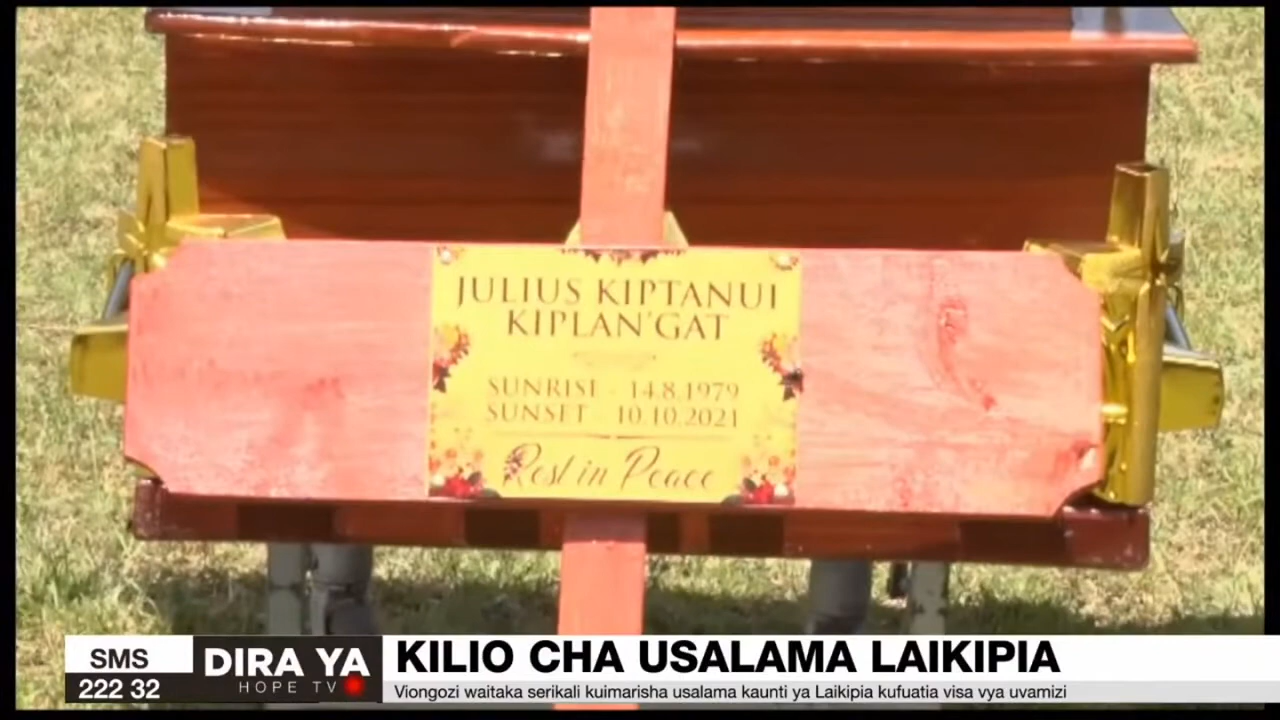 JULIUS KIPTANUI
KIPLAN'GAT
SUNRISE - 14.8.1979
SUNSET - 10.10.2021
Rest in Peace
SMS
222 32
DIRA YA
HOPE TV
KILIO CHA USALAMA LAIKIPIA
Viongozi waitaka serikali kuimarisha usalama kaunti ya Laikipia kufuatia visa vya uvamizi